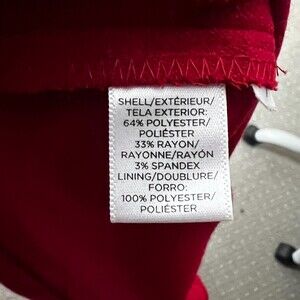 SHELL/EXTÉRIEUR/
TELA EXTERIOR:
64% POLYESTER/
POLIÉSTER
33% RAYON/
RAYONNE/RAYÓN
3% SPANDEX
LINING/DOUBLURE/
FORRO:
100% POLYESTER/
POLIÉSTER